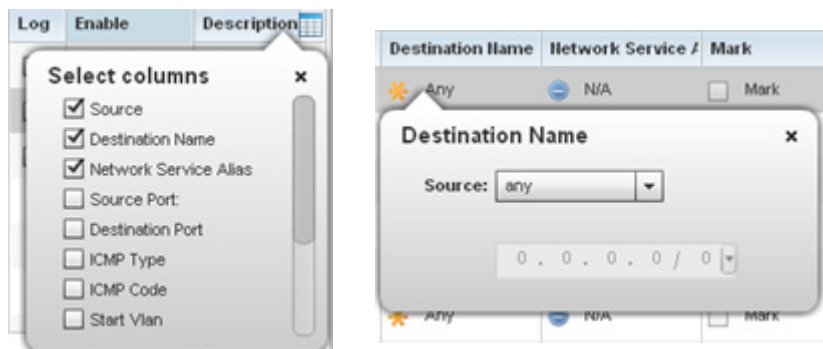 Log Enable Description
Select columns ×
Source
Destination Name
Network Service Alias
Source Port:
Destination Port
ICMP Type
ICMP Code
Start Vlan
Destination Name Network Service A Mark
Any N/A Mark
Destination Name ×
Source: any
0 . 0 . 0 . 0 / 0
Any N/A Mark